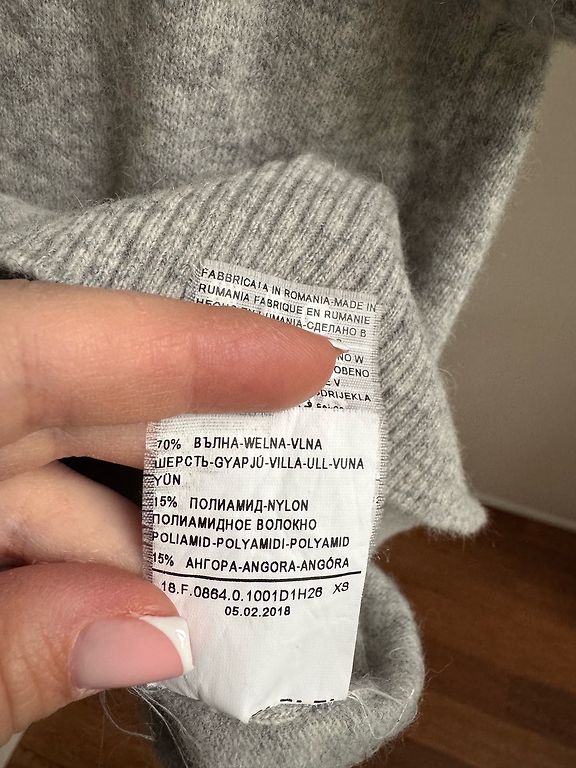 FABBRICATA IN ROMANIA-MADE IN
RUMANIA FABRIQUE EN RUMANIE
-СДЕЛАНО В
70% ВЪЛНА-WELNA-VLNA
ШЕРСТЬ-GYAPJÚ-VILLA-ULL-VUNA
YÜN
15% ПОЛИАМИД-NYLON
ПОЛИАМИДНОЕ ВОЛОКНО
POLIAMID-POLYAMIDI-POLYAMID
15% АНГОРА-ANGORA-ANGÓRA
18.F.0864.0.1001D1H26 XS
05.02.2018